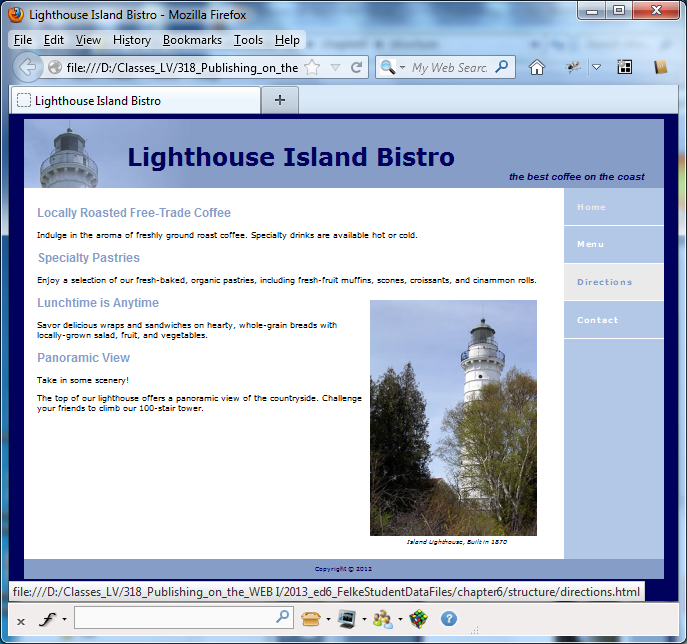 Lighthouse Island Bistro - Mozilla Firefox
File Edit View History Bookmarks Tools Help
file:///D:/Classes_LV/318_Publishing_on_the
My Web Searc
Lighthouse Island Bistro
Lighthouse Island Bistro
the best coffee on the coast
Home
Menu
Directions
Contact
Locally Roasted Free-Trade Coffee
Indulge in the aroma of freshly ground roast coffee. Specialty drinks are available hot or cold.
Specialty Pastries
Enjoy a selection of our fresh-baked, organic pastries, including fresh-fruit muffins, scones, croissants, and cinammon rolls.
Lunchtime is Anytime
Savor delicious wraps and sandwiches on hearty, whole-grain breads with
locally-grown salad, fruit, and vegetables.
Panoramic View
Take in some scenery!
The top of our lighthouse offers a panoramic view of the countryside. Challenge
your friends to climb our 100-stair tower.
Island Lighthouse, Built in 1870
Copyright © 2012
file:///D:/Classes_LV/318_Publishing_on_the_WEB I/2013_ed6_FelkeStudentDataFiles/chapter6/structure/directions.html